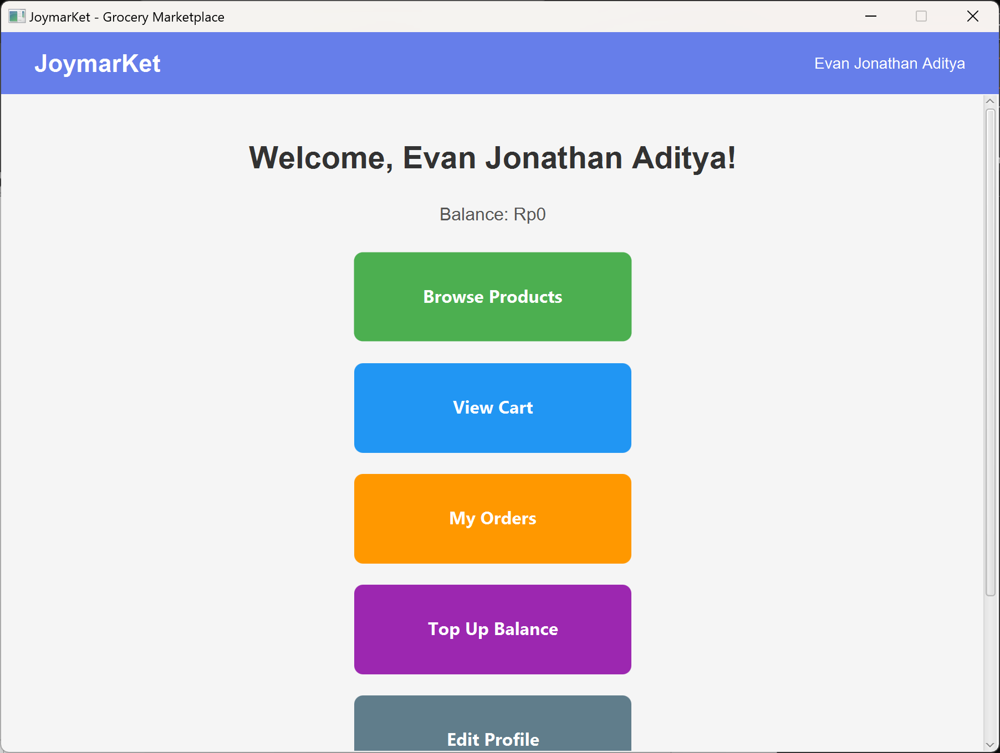 JoymarKet - Grocery Marketplace
JoymarKet
Evan Jonathan Aditya
Welcome, Evan Jonathan Aditya!
Balance: Rp0
Browse Products
View Cart
My Orders
Top Up Balance
Edit Profile